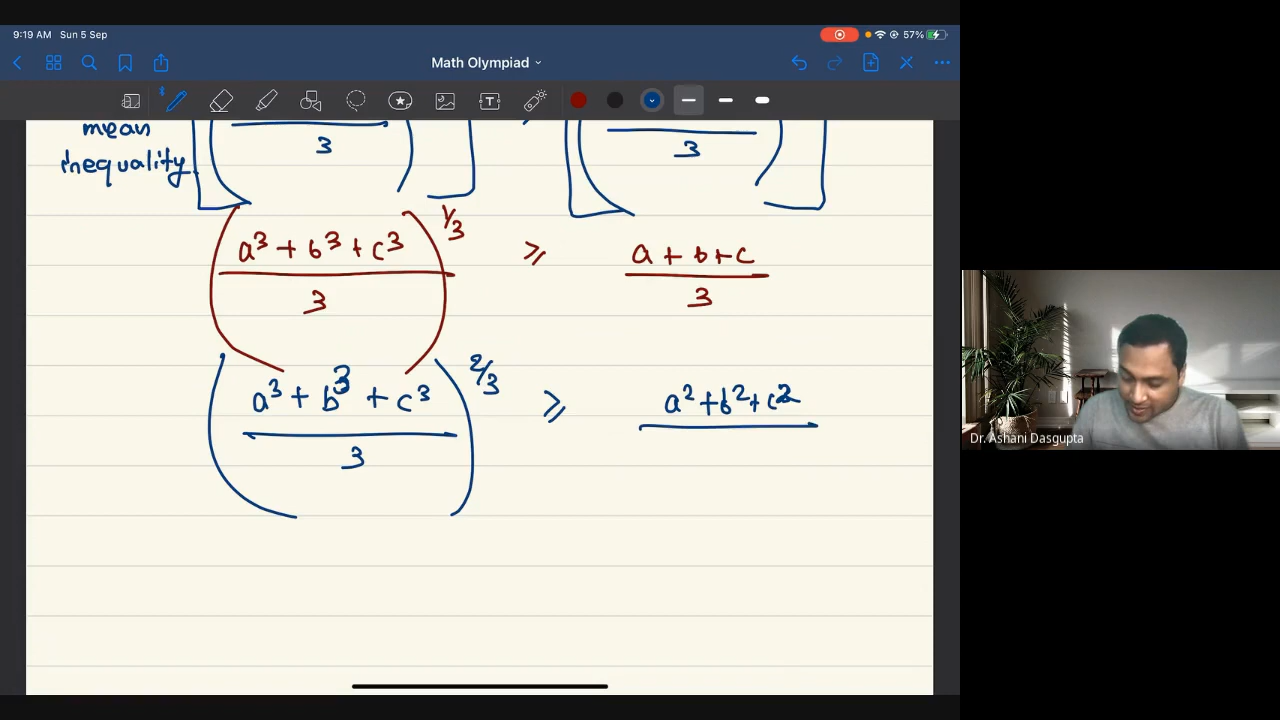 9:19 AM Sun 5 Sep
57%
Math Olympiad
mean
inequality
3
3
(a³ + b³ + c³ / 3)^1/3 ⩾ a + b + c / 3
(a³ + b³ + c³ / 3)^2/3 ⩾ a² + b² + c²
Dr. Ashani Dasgupta